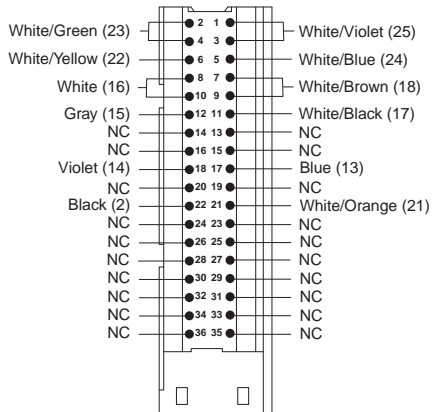 White/Green (23) 2 1 White/Violet (25)
4 3
White/Yellow (22) 6 5 White/Blue (24)
8 7
White (16) White/Brown (18)
10 9
Gray (15) 12 11 White/Black (17)
NC 14 13 NC
NC 16 15 NC
Violet (14) 18 17 Blue (13)
NC 20 19 NC
Black (2) 22 21 White/Orange (21)
NC 24 23 NC
NC 26 25 NC
NC 28 27 NC
NC 30 29 NC
NC 32 31 NC
NC 34 33 NC
NC 36 35 NC